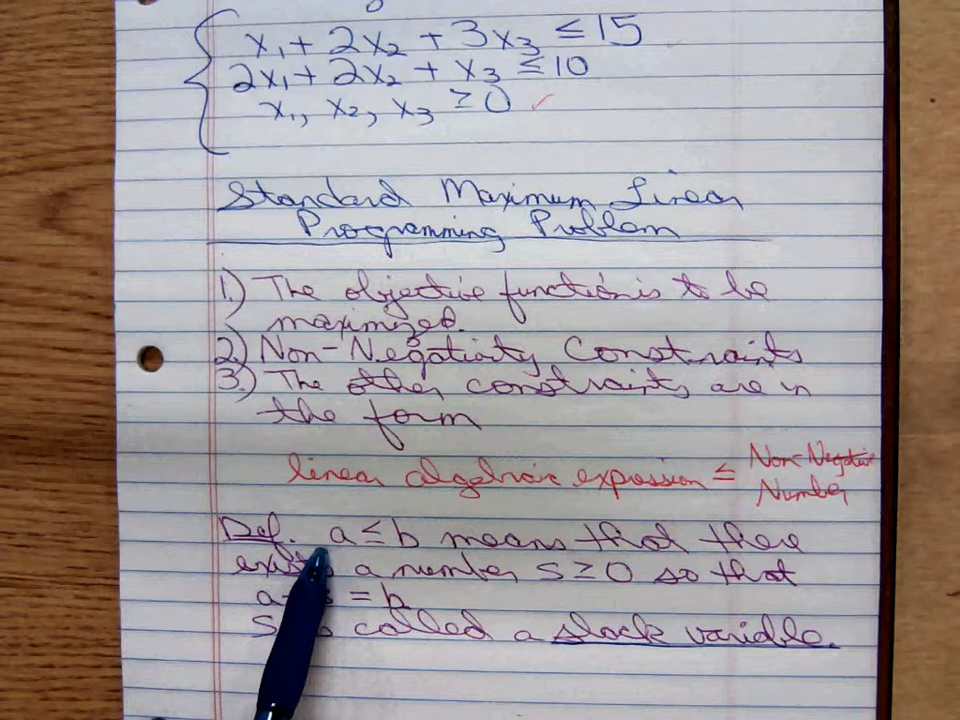 x₁ + 2x₂ + 3x₃ ≤ 15
2x₁ + 2x₂ + x₃ ≤ 10
x₁, x₂, x₃ ≥ 0 ✓
Standard Maximum Linear
Programming Problem
1.) The objective function is to be
maximized.
2.) Non-Negativity Constraints
3.) The other constraints are in
the form
linear algebraic expression ≤ Non-Negative
Number
Def. a ≤ b means that there
exists a number s ≥ 0 so that
a + s = b
s is called a slack variable.